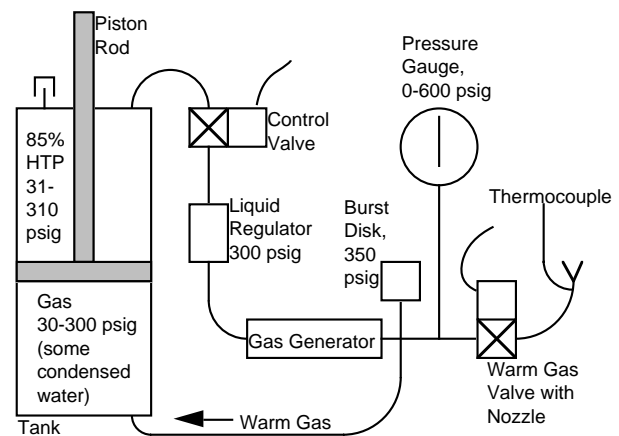 Piston
Rod
85%
HTP
31-
310
psig
Control
Valve
Pressure
Gauge,
0-600 psig
Liquid
Regulator
300 psig
Burst
Disk,
350
psig
Thermocouple
Gas
30-300 psig
(some
condensed
water)
Gas Generator
Warm Gas
Valve with
Nozzle
Tank
Warm Gas